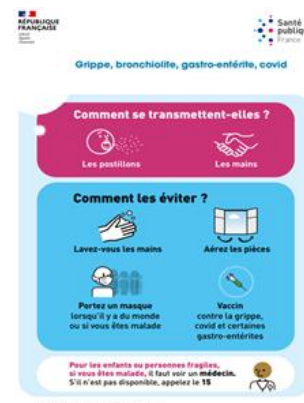 RÉPUBLIQUE
FRANÇAISE
Santé
publiq
France
Grippe, bronchiolite, gastro-entérite, covid
Comment se transmettent-elles ?
Les postillons
Les mains
Comment les éviter ?
Lavez-vous les mains
Aérez les pièces
Portez un masque
lorsqu'il y a du monde
ou si vous êtes malade
Vaccin
contre la grippe,
covid et certaines
gastro-entérites
Pour les enfants ou personnes fragiles,
si vous êtes malade, il faut voir un médecin.
S'il n'est pas disponible, appelez le 15